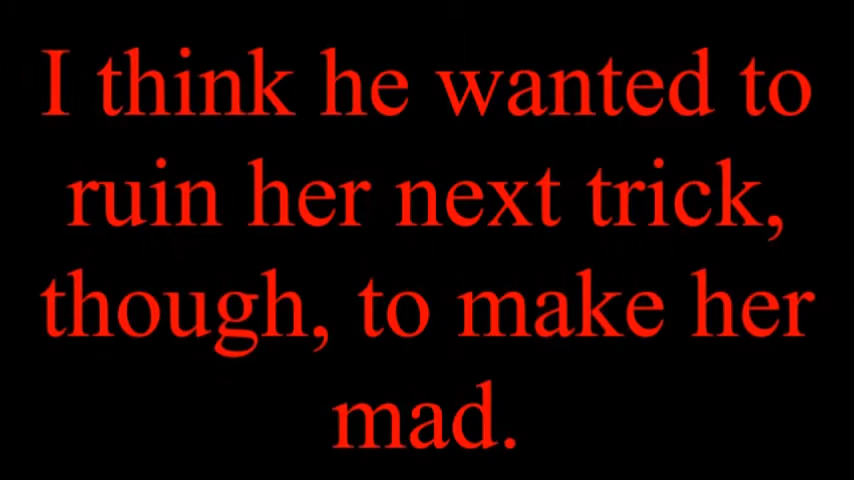 I think he wanted to
ruin her next trick,
though, to make her
mad.